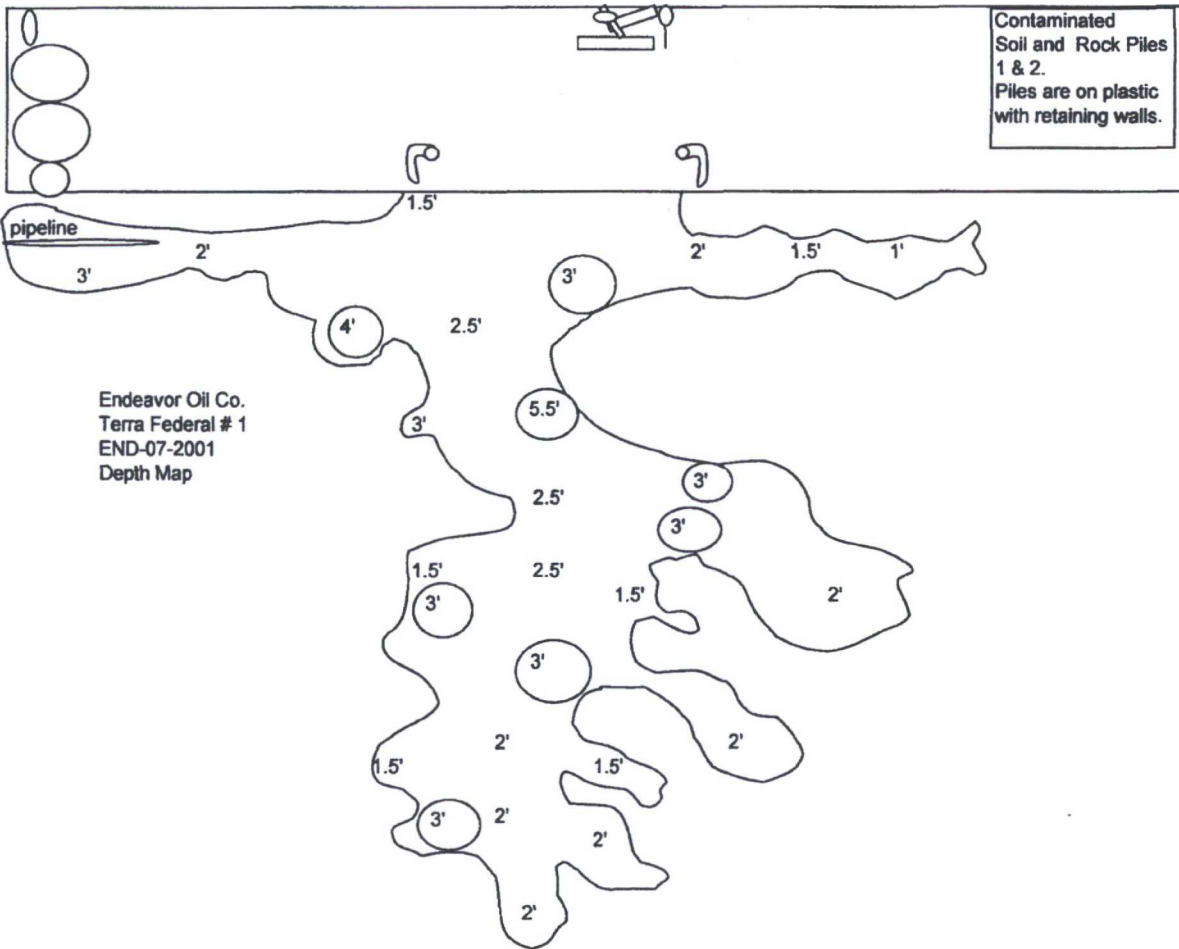 Contaminated
Soil and Rock Piles
1 & 2.
Piles are on plastic
with retaining walls.
1.5'
pipeline
2'
2'
1.5'
1'
3'
3'
4'
2.5'
Endeavor Oil Co.
Terra Federal # 1
END-07-2001
Depth Map
5.5'
3'
3'
2.5'
3'
1.5'
2.5'
1.5'
2'
3'
3'
2'
2'
1.5'
1.5'
3'
2'
2'
2'